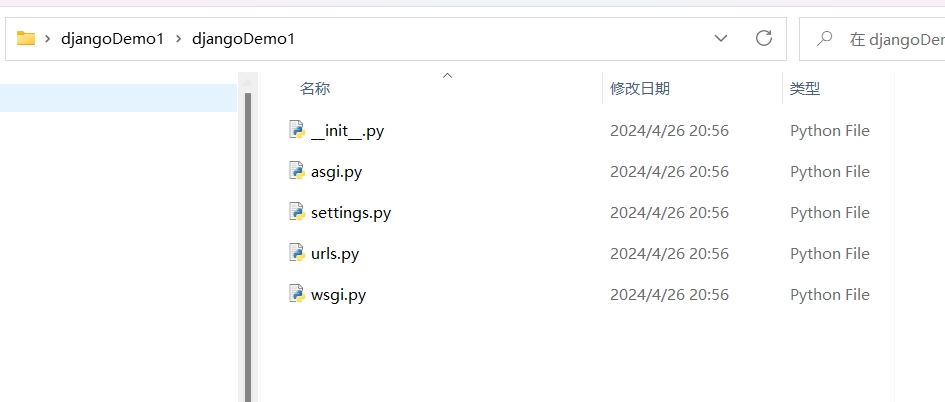 djangoDemo1 > djangoDemo1
在 djangoDe
名称 修改日期 类型
__init__.py 2024/4/26 20:56 Python File
asgi.py 2024/4/26 20:56 Python File
settings.py 2024/4/26 20:56 Python File
urls.py 2024/4/26 20:56 Python File
wsgi.py 2024/4/26 20:56 Python File